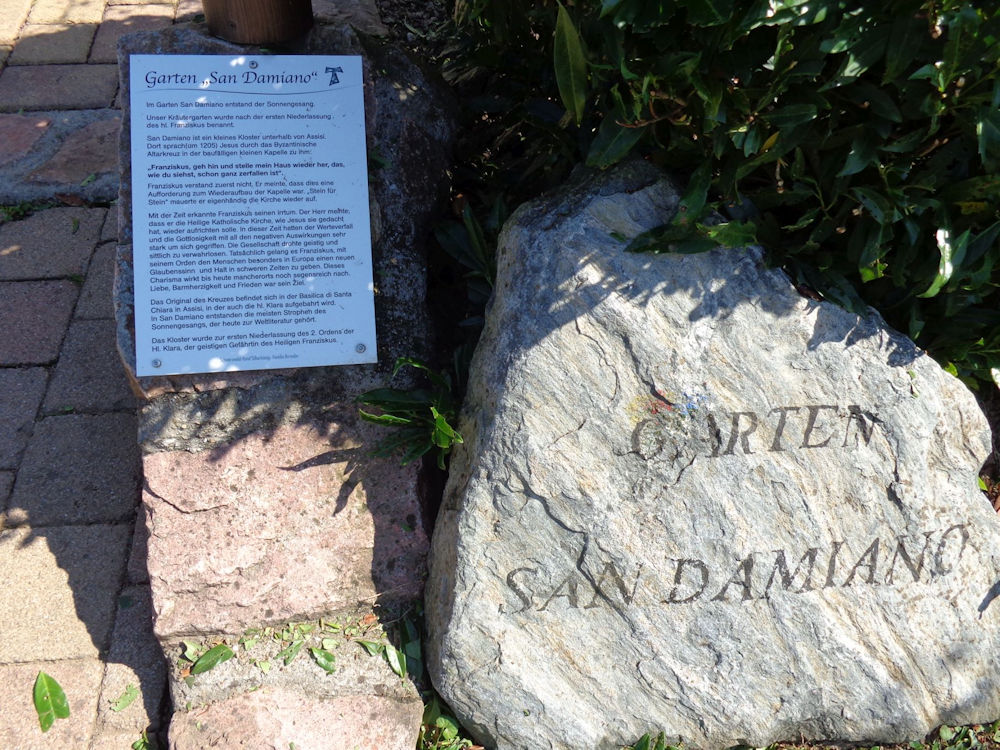 Garten „San Damiano“
Im Garten San Damiano entstand der Sonnengesang.
Unser Kräutergarten wurde nach der ersten Niederlassung
des hl. Franziskus benannt.
San Damiano ist ein kleines Kloster unterhalb von Assisi.
Dort sprach(um 1205) Jesus durch das Byzantinische
Altarkreuz in der baufälligen kleinen Kapelle zu ihm:
„Franziskus, geh hin und stelle mein Haus wieder her, das,
wie du siehst, schon ganz zerfallen ist“.
Franziskus verstand zuerst nicht. Er meinte, dass dies eine
Aufforderung zum Wiederaufbau der Kapelle war. „Stein für
Stein“ mauerte er eigenhändig die Kirche wieder auf.
Mit der Zeit erkannte Franziskus seinen Irrtum. Der Herr meinte,
dass er die Heilige Katholische Kirche, wie Jesus sie gedacht
hat, wieder aufrichten solle. In dieser Zeit hatten der Werteverfall
und die Gottlosigkeit mit all den negativen Auswirkungen sehr
stark um sich gegriffen. Die Gesellschaft drohte geistig und
sittlich zu verwahrlosen. Tatsächlich gelang es Franziskus, mit
seinem Orden den Menschen besonders in Europa einen neuen
Glaubenssinn und Halt in schweren Zeiten zu geben. Dieses
Charisma wirkt bis heute mancherorts noch segensreich nach.
Liebe, Barmherzigkeit und Frieden war sein Ziel.
Das Original des Kreuzes befindet sich in der Basilica di Santa
Chiara in Assisi, in der auch die hl. Klara aufgebahrt wird.
In San Damiano entstanden die meisten Strophen des
Sonnengesangs, der heute zur Weltliteratur gehört.
Das Kloster wurde zur ersten Niederlassung des 2. Ordens der
Hl. Klara, der geistigen Gefährtin des Heiligen Franziskus.
GARTEN
SAN DAMIANO